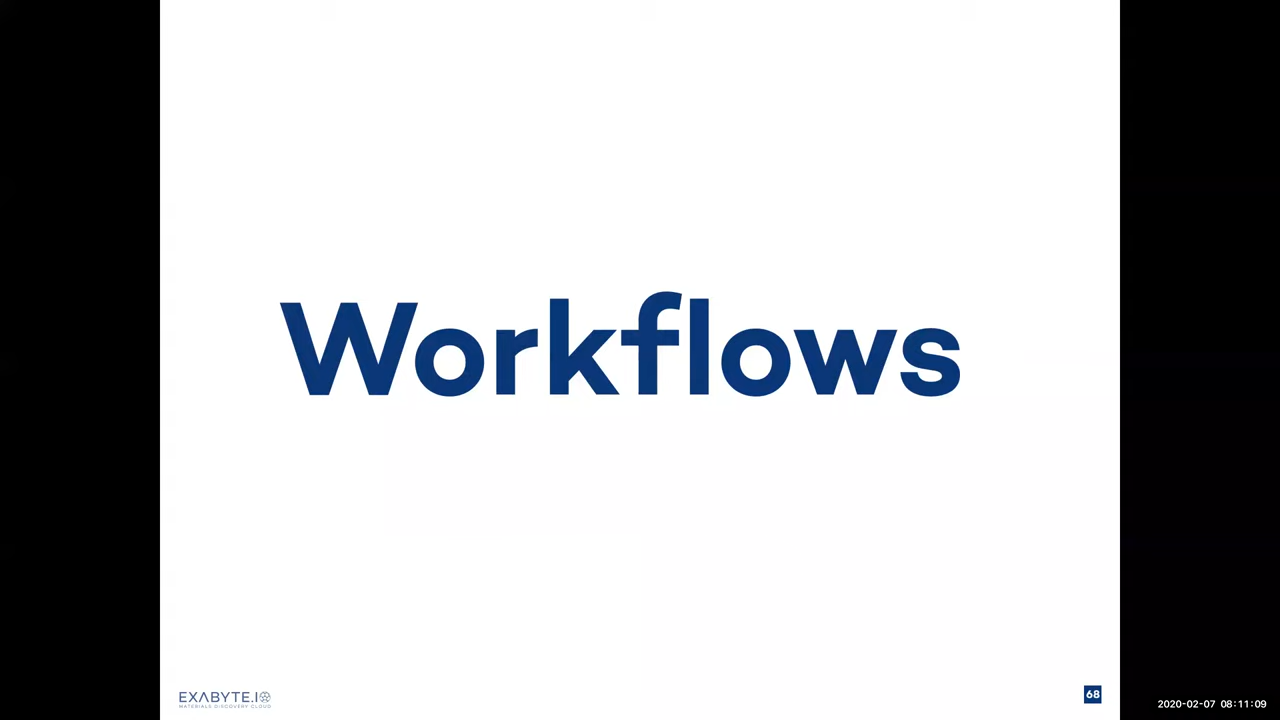 Workflows
EXABYTE.IO
MATERIALS DISCOVERY CLOUD
68
2020-02-07 08:11:09